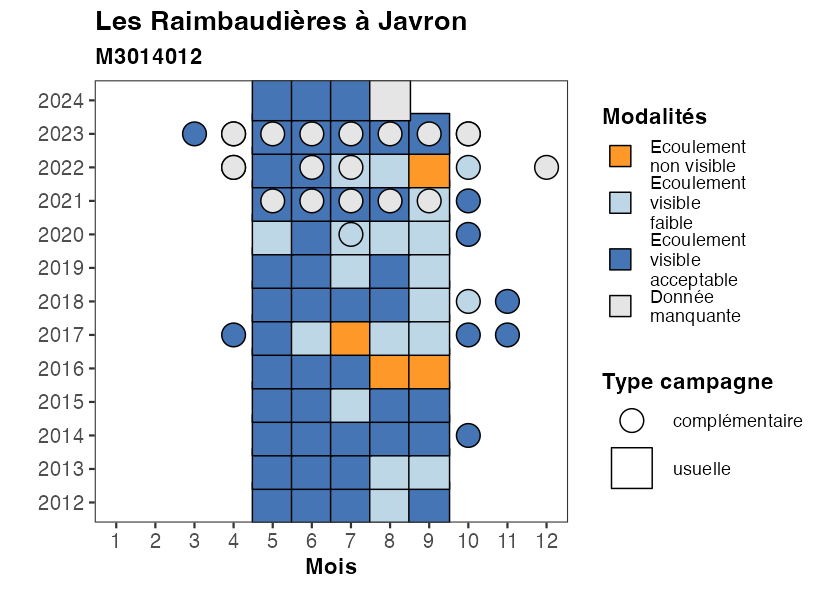 Les Raimbaudières à Javron
M3014012
2024
2023
2022
2021
2020
2019
2018
2017
2016
2015
2014
2013
2012
1 2 3 4 5 6 7 8 9 10 11 12
Mois
Modalités
Ecoulement
non visible
Ecoulement
visible
faible
Ecoulement
visible
acceptable
Donnée
manquante
Type campagne
complémentaire
usuelle